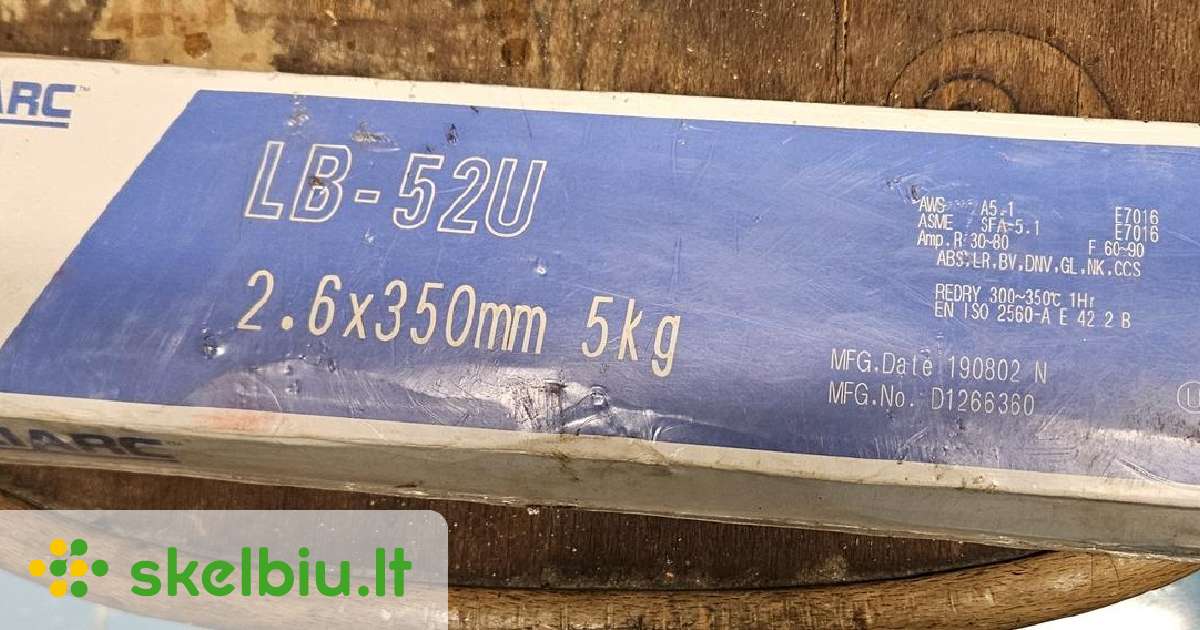 ARC™
LB-52U
2.6x350mm 5kg
AWS A5.1 E7016
ASME SFA-5.1 E7016
Amp. R 30~80 F 60~90
ABS,LR,BV,DNV,GL,NK,CCS
REDRY 300~350℃ 1Hr
EN ISO 2560-A E 42 2 B
MFG.Date 190802 N
MFG.No. D1266360
ARC™
skelbiu.lt